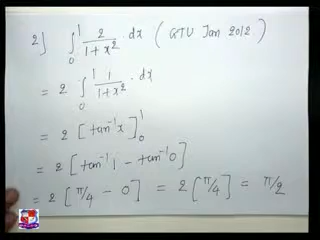 2] ∫₀¹ 2/(1+x²) · dx (GTU Jan 2012)
= 2 ∫₀¹ 1/(1+x²) · dx
= 2 [tan⁻¹x]₀¹
= 2 [tan⁻¹1 − tan⁻¹0]
= 2 [π/4 − 0] = 2 [π/4] = π/2